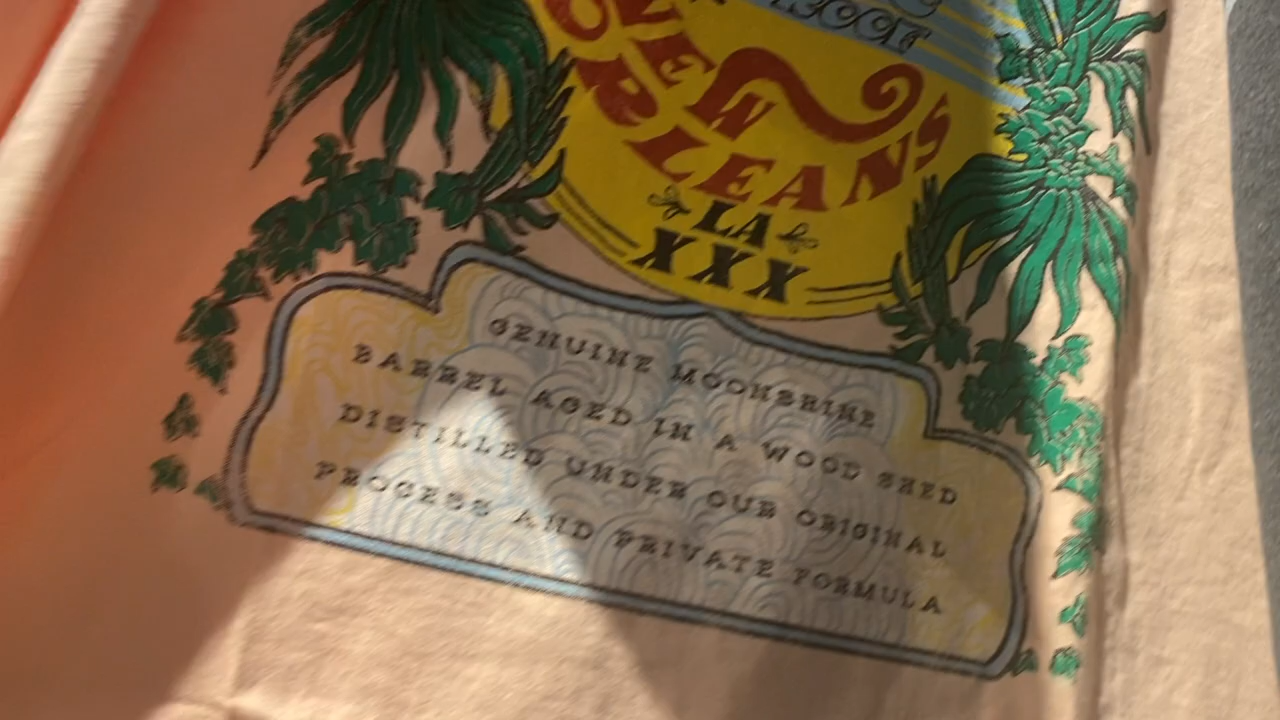 NEW
ORLEANS
LA
XXX
GENUINE MOONSHINE
BARREL AGED IN A WOOD SHED
DISTILLED UNDER OUR ORIGINAL
PROCESS AND PRIVATE FORMULA